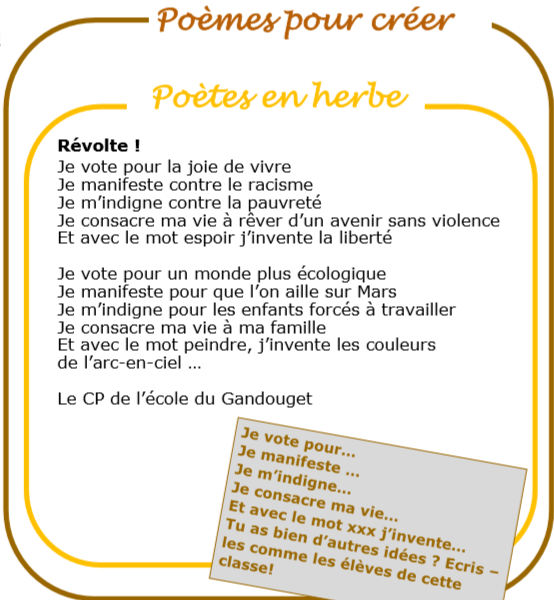 Poèmes pour créer
Poètes en herbe
Révolte !
Je vote pour la joie de vivre
Je manifeste contre le racisme
Je m'indigne contre la pauvreté
Je consacre ma vie à rêver d'un avenir sans violence
Et avec le mot espoir j'invente la liberté
Je vote pour un monde plus écologique
Je manifeste pour que l'on aille sur Mars
Je m'indigne pour les enfants forcés à travailler
Je consacre ma vie à ma famille
Et avec le mot peindre, j'invente les couleurs
de l'arc-en-ciel ...
Le CP de l'école du Gandouget
Je vote pour...
Je manifeste ...
Je m'indigne...
Je consacre ma vie...
Et avec le mot xxx j'invente...
Tu as bien d'autres idées ? Ecris –
les comme les élèves de cette
classe!